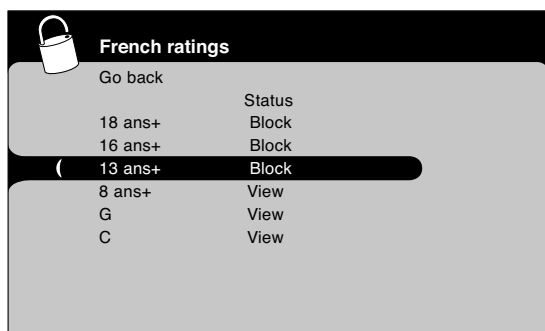 French ratings
Go back
Status
18 ans+ Block
16 ans+ Block
13 ans+ Block
8 ans+ View
G View
C View